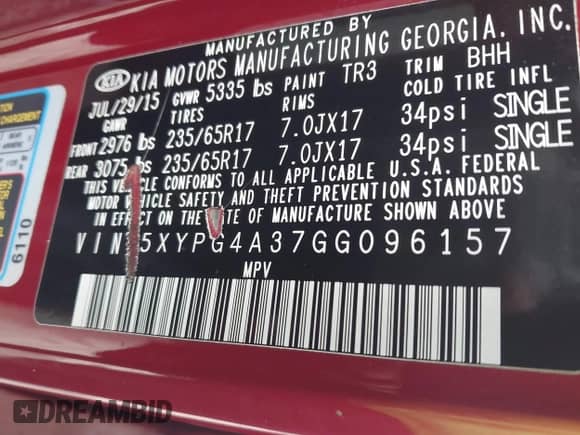 MANUFACTURED BY
KIA KIA MOTORS MANUFACTURING GEORGIA, INC.
JUL/29/15 GVWR 5335 lbs PAINT TR3 TRIM BHH
GAWR TIRES RIMS COLD TIRE INFL
FRONT 2976 lbs 235/65R17 7.0JX17 34psi SINGLE
REAR 3075 lbs 235/65R17 7.0JX17 34psi SINGLE
THIS VEHICLE CONFORMS TO ALL APPLICABLE U.S.A. FEDERAL
MOTOR VEHICLE SAFETY AND THEFT PREVENTION STANDARDS
IN EFFECT ON THE DATE OF MANUFACTURE SHOWN ABOVE.
VIN: 5XYPG4A37GG096157
MPV
6110
DREAMBID